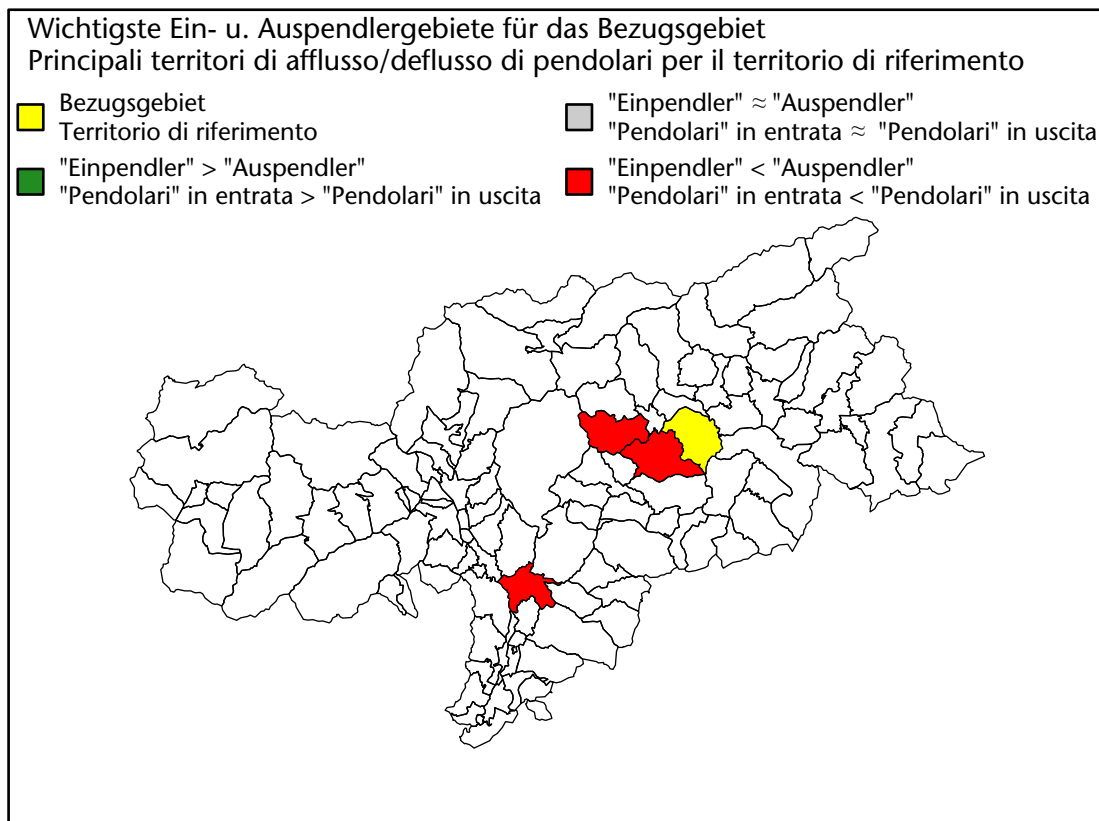 Wichtigste Ein- u. Auspendlergebiete für das Bezugsgebiet
Principali territori di afflusso/deflusso di pendolari per il territorio di riferimento
Bezugsgebiet
Territorio di riferimento
"Einpendler" > "Auspendler"
"Pendolari" in entrata > "Pendolari" in uscita
"Einpendler" ≈ "Auspendler"
"Pendolari" in entrata ≈ "Pendolari" in uscita
"Einpendler" < "Auspendler"
"Pendolari" in entrata < "Pendolari" in uscita